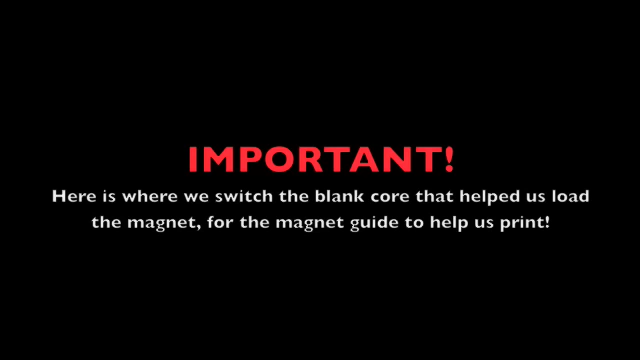 IMPORTANT!
Here is where we switch the blank core that helped us load
the magnet, for the magnet guide to help us print!